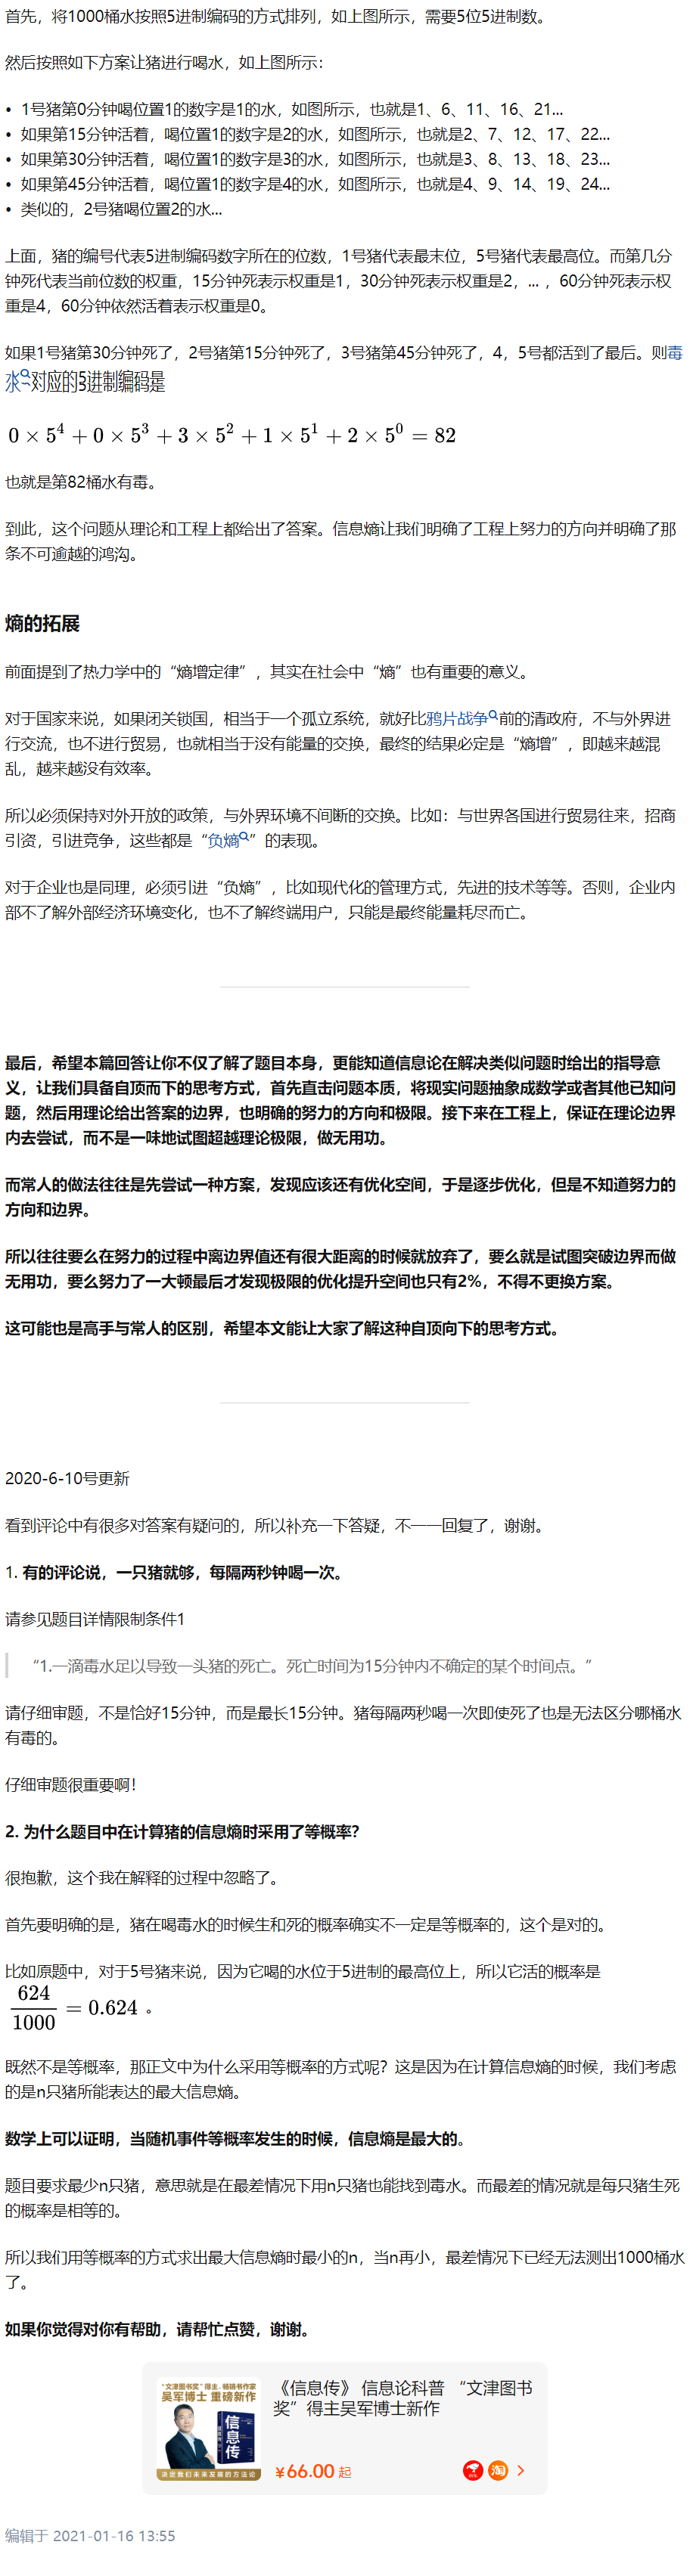 首先，将1000桶水按照5进制编码的方式排列，如上图所示，需要5位5进制数。
然后按照如下方案让猪进行喝水，如上图所示：
• 1号猪第0分钟喝位置1的数字是1的水，如图所示，也就是1、6、11、16、21...
• 如果第15分钟活着，喝位置1的数字是2的水，如图所示，也就是2、7、12、17、22...
• 如果第30分钟活着，喝位置1的数字是3的水，如图所示，也就是3、8、13、18、23...
• 如果第45分钟活着，喝位置1的数字是4的水，如图所示，也就是4、9、14、19、24...
• 类似的，2号猪喝位置2的水...
上面，猪的编号代表5进制编码数字所在的位数，1号猪代表最末位，5号猪代表最高位。而第几分
钟死代表当前位数的权重，15分钟死表示权重是1，30分钟死表示权重是2，... ，60分钟死表示权
重是4，60分钟依然活着表示权重是0。
如果1号猪第30分钟死了，2号猪第15分钟死了，3号猪第45分钟死了，4，5号都活到了最后。则毒
水对应的5进制编码是
0 × 5⁴ + 0 × 5³ + 3 × 5² + 1 × 5¹ + 2 × 5⁰ = 82
也就是第82桶水有毒。
到此，这个问题从理论和工程上都给出了答案。信息熵让我们明确了工程上努力的方向并明确了那
条不可逾越的鸿沟。
熵的拓展
前面提到了热力学中的“熵增定律”，其实在社会中“熵”也有重要的意义。
对于国家来说，如果闭关锁国，相当于一个孤立系统，就好比鸦片战争前的清政府，不与外界进
行交流，也不进行贸易，也就相当于没有能量的交换，最终的结果必定是“熵增”，即越来越混
乱，越来越没有效率。
所以必须保持对外开放的政策，与外界环境不间断的交换。比如：与世界各国进行贸易往来，招商
引资，引进竞争，这些都是“负熵”的表现。
对于企业也是同理，必须引进“负熵”，比如现代化的管理方式，先进的技术等等。否则，企业内
部不了解外部经济环境变化，也不了解终端用户，只能是最终能量耗尽而亡。
最后，希望本篇回答让你不仅了解了题目本身，更能知道信息论在解决类似问题时给出的指导意
义，让我们具备自顶而下的思考方式，首先直击问题本质，将现实问题抽象成数学或者其他已知问
题，然后用理论给出答案的边界，也明确的努力的方向和极限。接下来在工程上，保证在理论边界
内去尝试，而不是一味地试图超越理论极限，做无用功。
而常人的做法往往是先尝试一种方案，发现应该还有优化空间，于是逐步优化，但是不知道努力的
方向和边界。
所以往往要么在努力的过程中离边界值还有很大距离的时候就放弃了，要么就是试图突破边界而做
无用功，要么努力了一大顿最后才发现极限的优化提升空间也只有2%，不得不更换方案。
这可能也是高手与常人的区别，希望本文能让大家了解这种自顶向下的思考方式。
2020-6-10号更新
看到评论中有很多对答案有疑问的，所以补充一下答疑，不一一回复了，谢谢。
1. 有的评论说，一只猪就够，每隔两秒钟喝一次。
请参见题目详情限制条件1
“1.一滴毒水足以导致一头猪的死亡。死亡时间为15分钟内不确定的某个时间点。”
请仔细审题，不是恰好15分钟，而是最长15分钟。猪每隔两秒喝一次即使死了也是无法区分哪桶水
有毒的。
仔细审题很重要啊！
2. 为什么题目中在计算猪的信息熵时采用了等概率？
很抱歉，这个我在解释的过程中忽略了。
首先要明确的是，猪在喝毒水的时候生和死的概率确实不一定是等概率的，这个是对的。
比如原题中，对于5号猪来说，因为它喝的水位于5进制的最高位上，所以它活的概率是
624/1000 = 0.624 。
既然不是等概率，那正文中为什么采用等概率的方式呢？这是因为在计算信息熵的时候，我们考虑
的是n只猪所能表达的最大信息熵。
数学上可以证明，当随机事件等概率发生的时候，信息熵是最大的。
题目要求最少n只猪，意思就是在最差情况下用n只猪也能找到毒水。而最差的情况就是每只猪生死
的概率是相等的。
所以我们用等概率的方式求出最大信息熵时最小的n，当n再小，最差情况下已经无法测出1000桶水
了。
如果你觉得对你有帮助，请帮忙点赞，谢谢。
“文津图书奖”得主、畅销书作家
吴军博士 重磅新作
信息传
决定我们未来发展的方法论
《信息传》 信息论科普 “文津图书
奖”得主吴军博士新作
¥66.00 起
淘
编辑于 2021-01-16 13:55